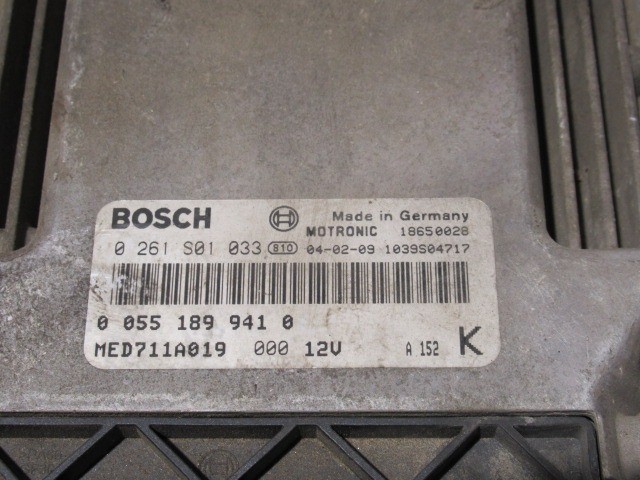 BOSCH Made in Germany
MOTRONIC 18650028
0 261 S01 033 810 04-02-09 1039S04717
0 055 189 941 0
MED711A019 000 12V A 152 K